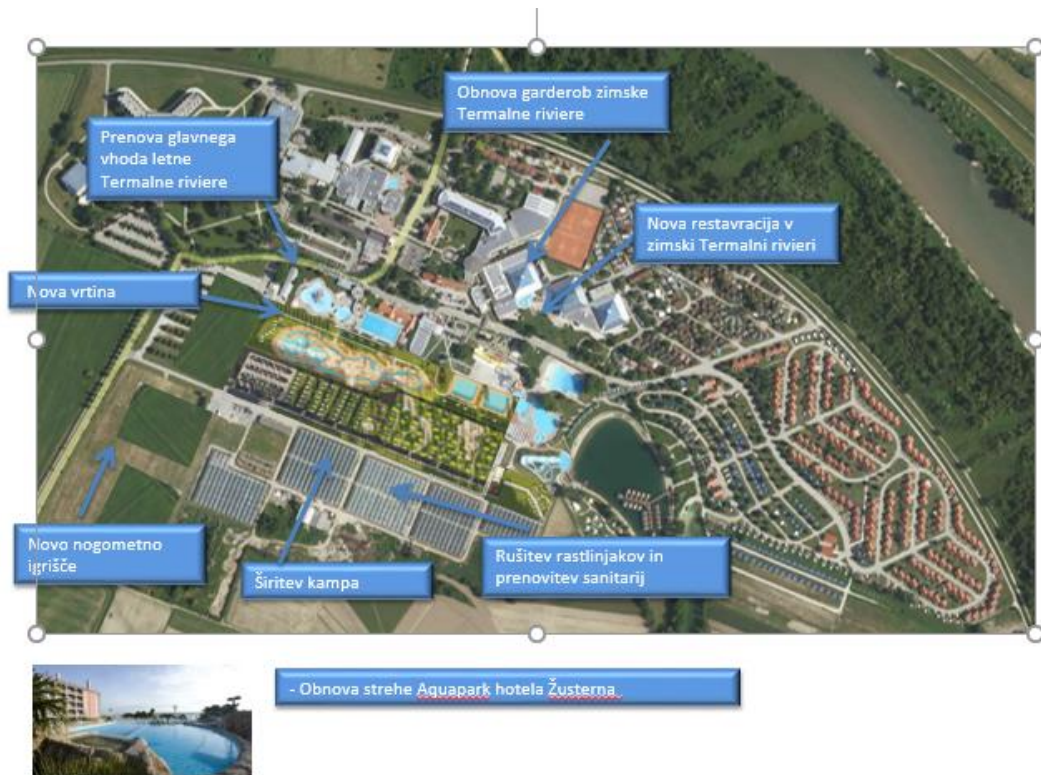 Obnova garderob zimske
Termalne riviere
Prenova glavnega
vhoda letne
Termalne riviere
Nova restavracija v
zimski Termalni rivieri
Nova vrtina
Novo nogometno
igrišče
Širitev kampa
Rušitev rastlinjakov in
prenovitev sanitarij
- Obnova strehe Aquapark hotela Žusterna